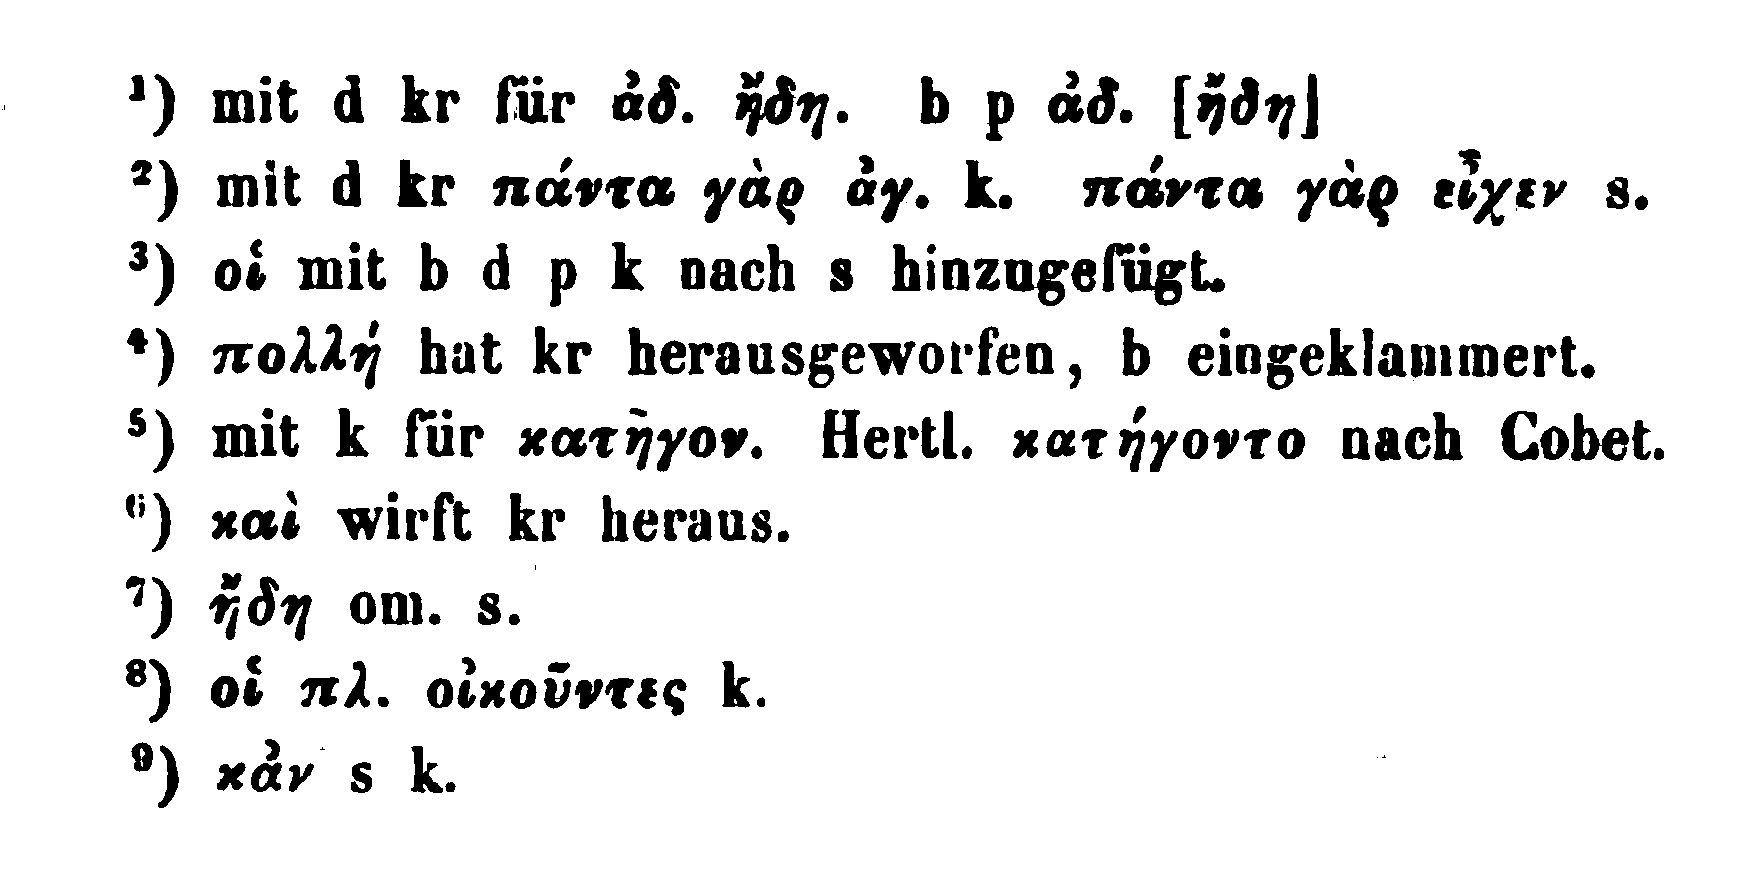 ¹) mit d kr für ἀδ. ἤδη. b p ἀδ. [ἤδη]
²) mit d kr πάντα γὰρ ἀγ. k. πάντα γὰρ εἶχεν s.
³) οἱ mit b d p k nach s hinzugefügt.
⁴) πολλή hat kr herausgeworfen, b eingeklammert.
⁵) mit k für κατῆγον. Hertl. κατήγοντο nach Cobet.
⁶) καὶ wirft kr heraus.
⁷) ἤδη om. s.
⁸) οἱ πλ. οἰκοῦντες k.
⁹) κἀν s k.